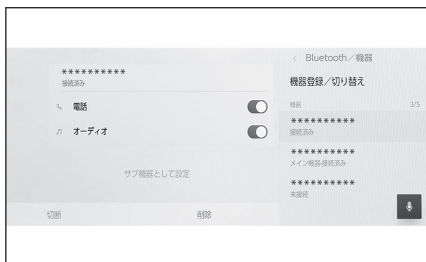 **********
接続済み
電話
オーディオ
サブ機器として設定
切断
削除
< Bluetooth／機器
機器登録／切り替え
機器 3/5
**********
接続済み
**********
メイン機器接続済み
**********
未接続